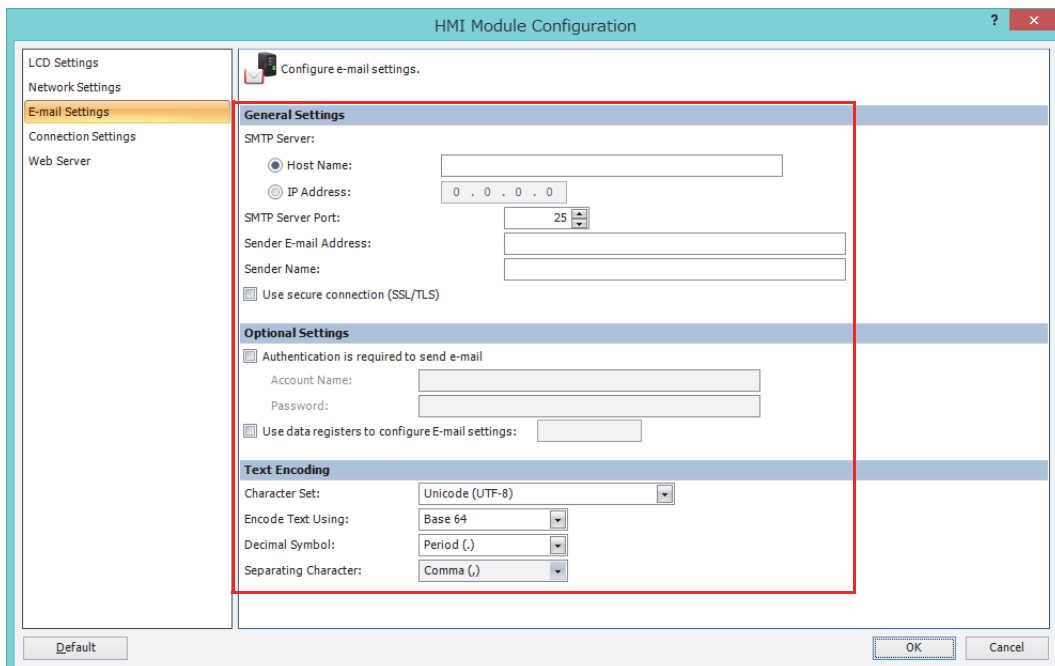 HMI Module Configuration
? ×
LCD Settings
Network Settings
E-mail Settings
Connection Settings
Web Server
Configure e-mail settings.
General Settings
SMTP Server:
Host Name:
IP Address: 0 . 0 . 0 . 0
SMTP Server Port: 25
Sender E-mail Address:
Sender Name:
Use secure connection (SSL/TLS)
Optional Settings
Authentication is required to send e-mail
Account Name:
Password:
Use data registers to configure E-mail settings:
Text Encoding
Character Set: Unicode (UTF-8)
Encode Text Using: Base 64
Decimal Symbol: Period (.)
Separating Character: Comma (,)
Default OK Cancel